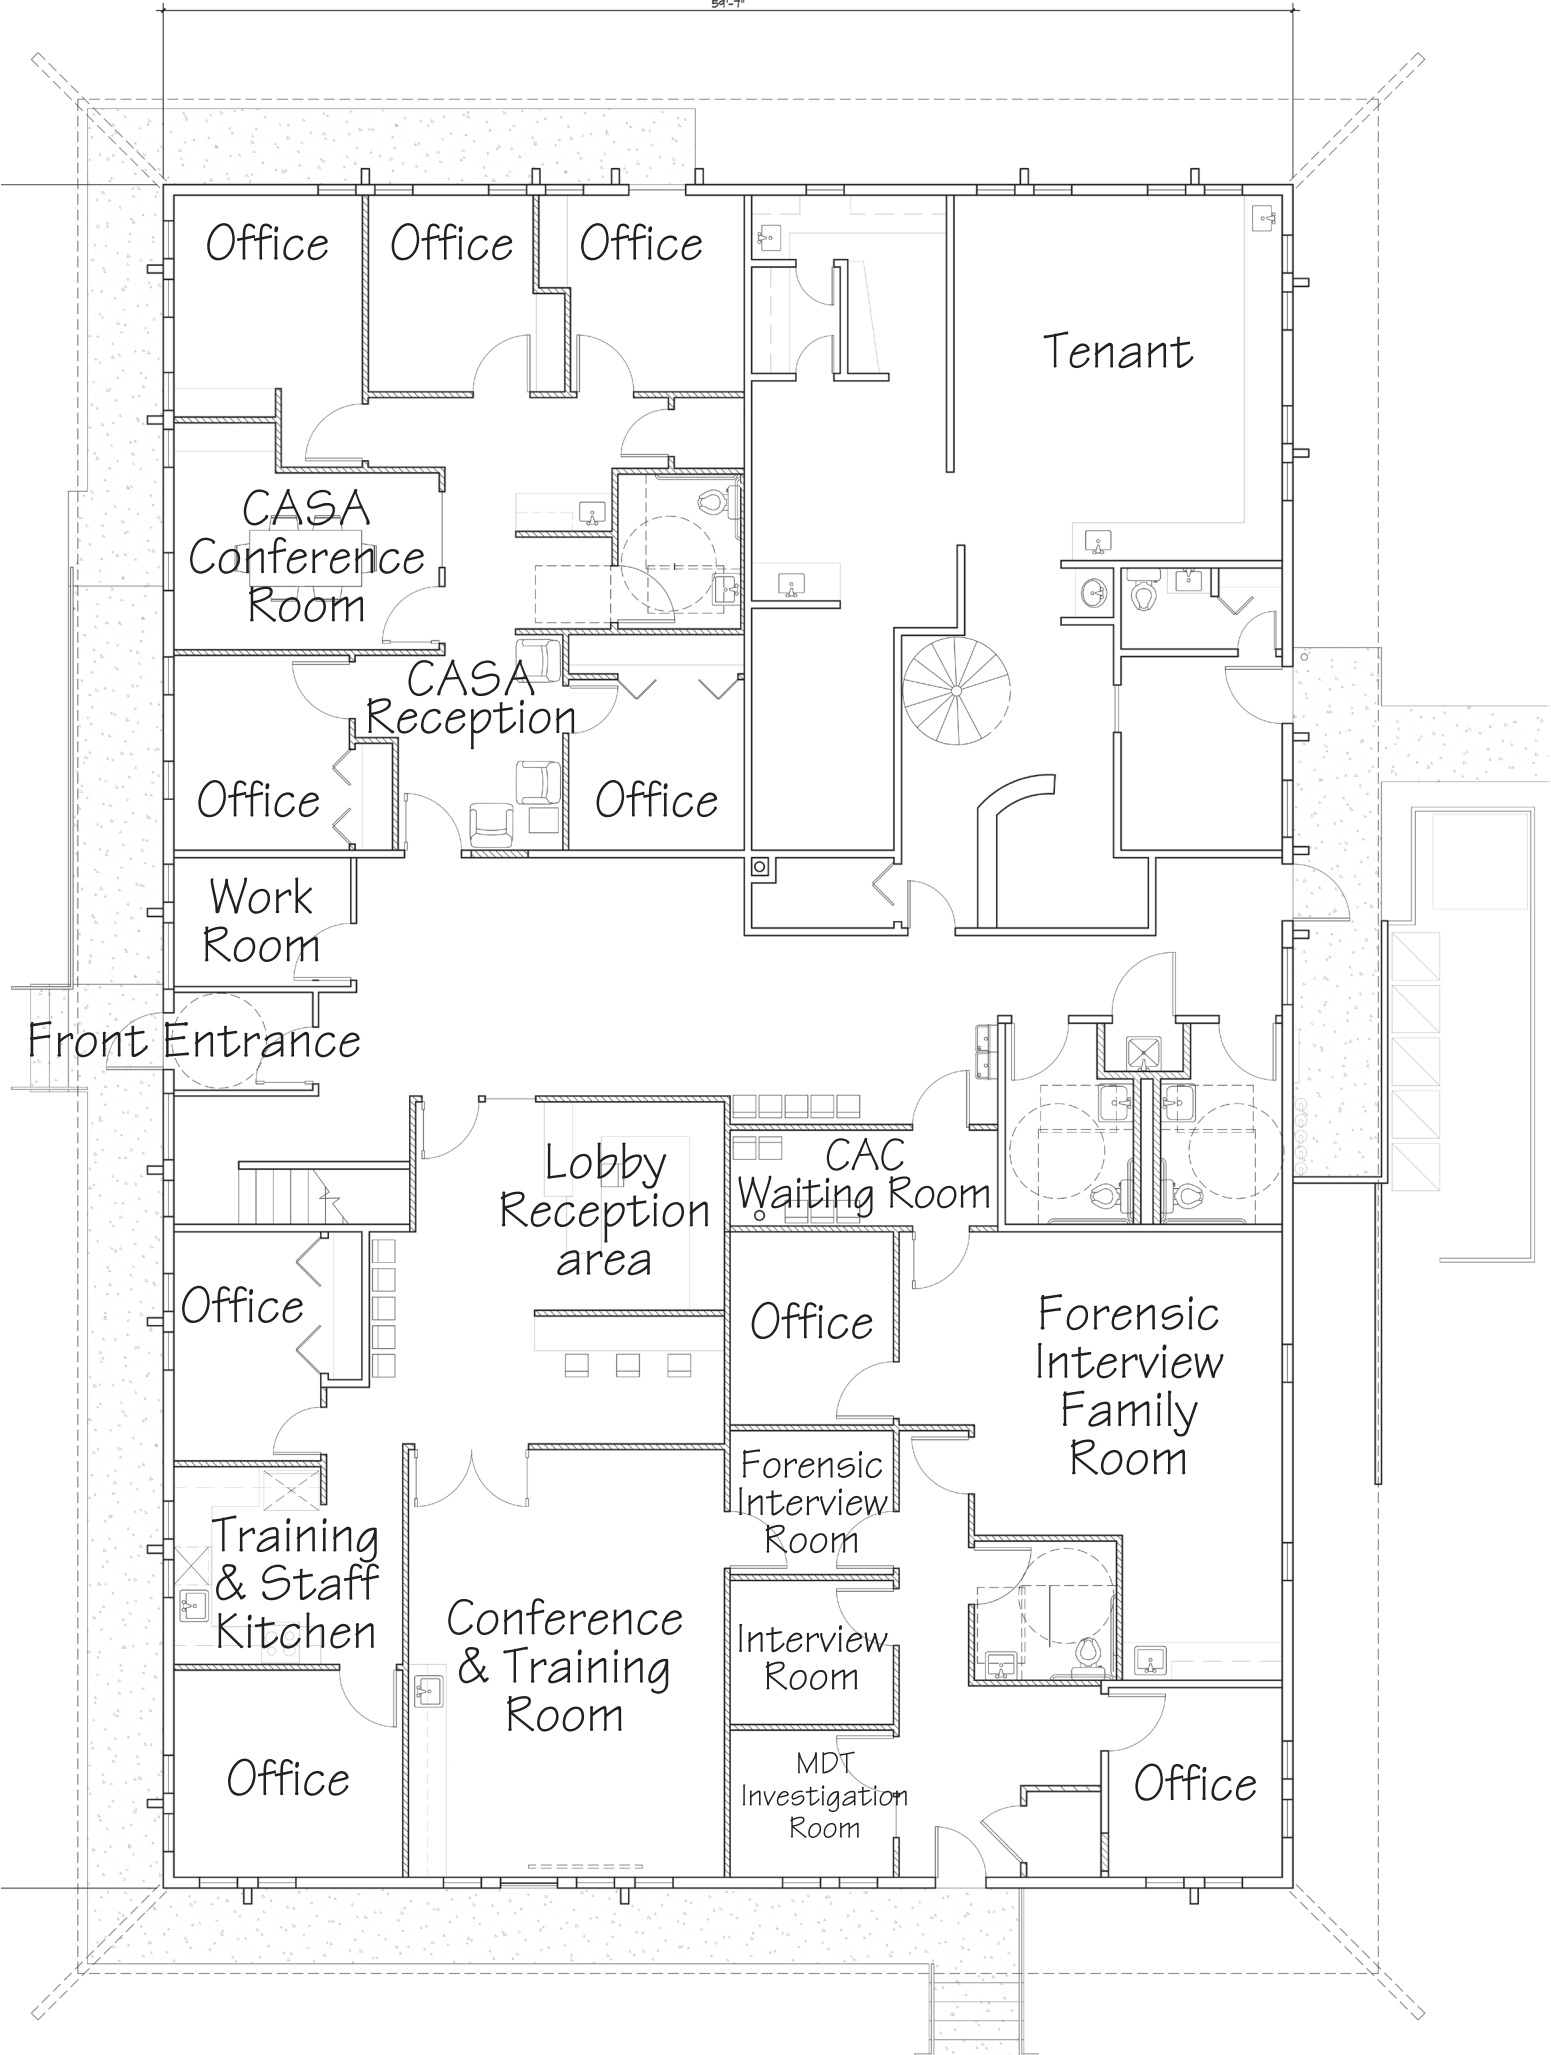 59'-7"
Office
Office
Office
Tenant
CASA
Conference
Room
CASA
Reception
Office
Office
Work
Room
Front Entrance
Lobby
Reception
area
CAC
Waiting Room
Office
Office
Forensic
Interview
Family
Room
Forensic
Interview
Room
Training
& Staff
Kitchen
Conference
& Training
Room
Interview
Room
MDT
Investigation
Room
Office
Office